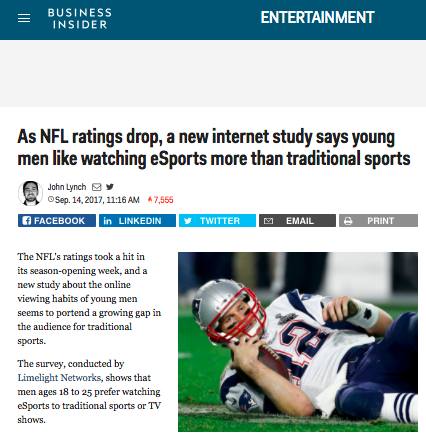 BUSINESS
INSIDER
ENTERTAINMENT
As NFL ratings drop, a new internet study says young
men like watching eSports more than traditional sports
John Lynch
Sep. 14, 2017, 11:16 AM 7,555
f FACEBOOK in LINKEDIN TWITTER EMAIL PRINT
The NFL's ratings took a hit in
its season-opening week, and a
new study about the online
viewing habits of young men
seems to portend a growing gap in
the audience for traditional
sports.
The survey, conducted by
Limelight Networks, shows that
men ages 18 to 25 prefer watching
eSports to traditional sports or TV
shows.
12